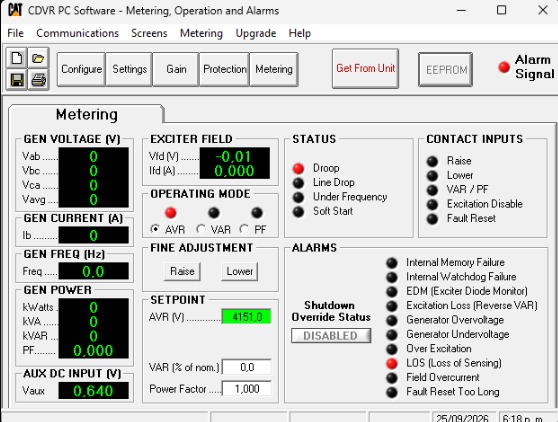 CAT CDVR PC Software - Metering, Operation and Alarms
File Communications Screens Metering Upgrade Help
Configure Settings Gain Protection Metering Get From Unit EEPROM Alarm Signal
Metering
GEN VOLTAGE (V)
Vab ..... 0
Vbc ..... 0
Vca ..... 0
Vavg .... 0
GEN CURRENT (A)
Ib ........ 0
GEN FREQ (Hz)
Freq ..... 0,0
GEN POWER
kWatts . 0
kVA ..... 0
kVAR ... 0
PF....... 0,000
AUX DC INPUT (V)
Vaux 0,640
EXCITER FIELD
Vfd (V) ...... -0,01
Ifd (A) ....... 0,000
OPERATING MODE
AVR VAR PF
FINE ADJUSTMENT
Raise Lower
SETPOINT
AVR (V) ............. 4151,0
VAR (% of nom.) 0,0
Power Factor ..... 1,000
STATUS
Droop
Line Drop
Under Frequency
Soft Start
CONTACT INPUTS
Raise
Lower
VAR / PF
Excitation Disable
Fault Reset
ALARMS
Shutdown
Override Status
DISABLED
Internal Memory Failure
Internal Watchdog Failure
EDM (Exciter Diode Monitor)
Excitation Loss (Reverse VAR)
Generator Overvoltage
Generator Undervoltage
Over Excitation
LOS (Loss of Sensing)
Field Overcurrent
Fault Reset Too Long
25/09/2026 6:18 p. m.